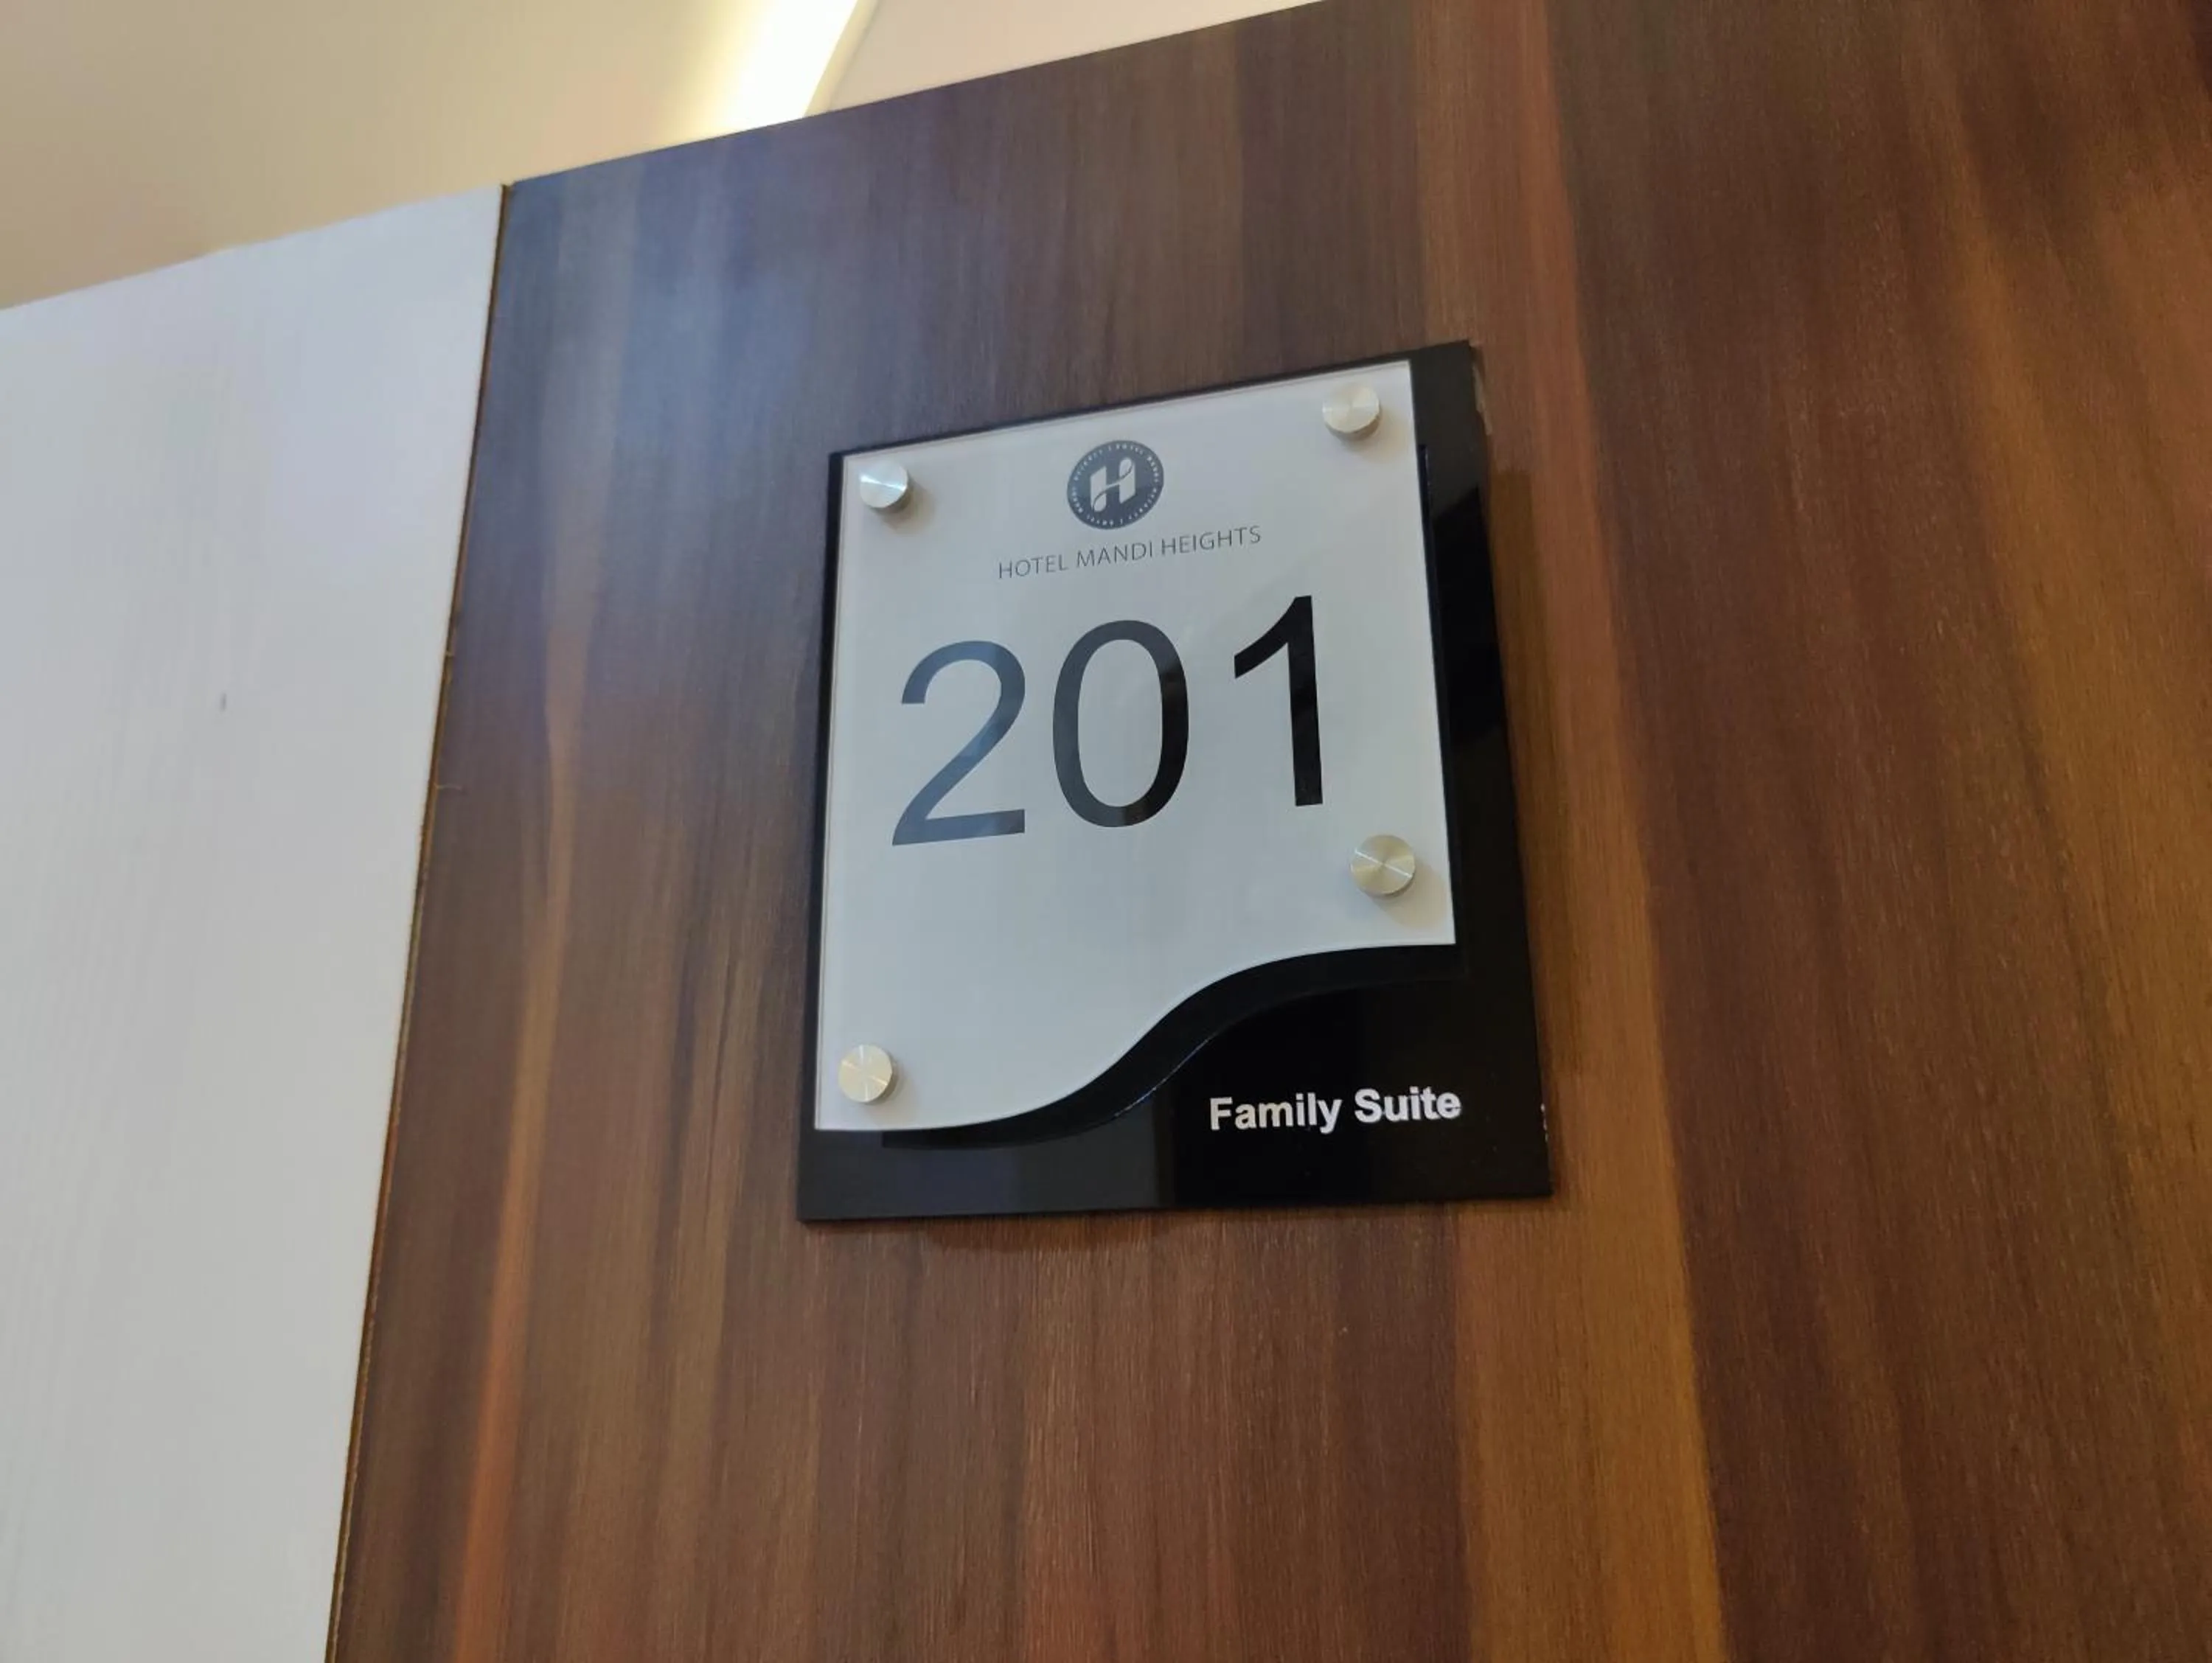 H
HOTEL MANDI HEIGHTS
201
Family Suite